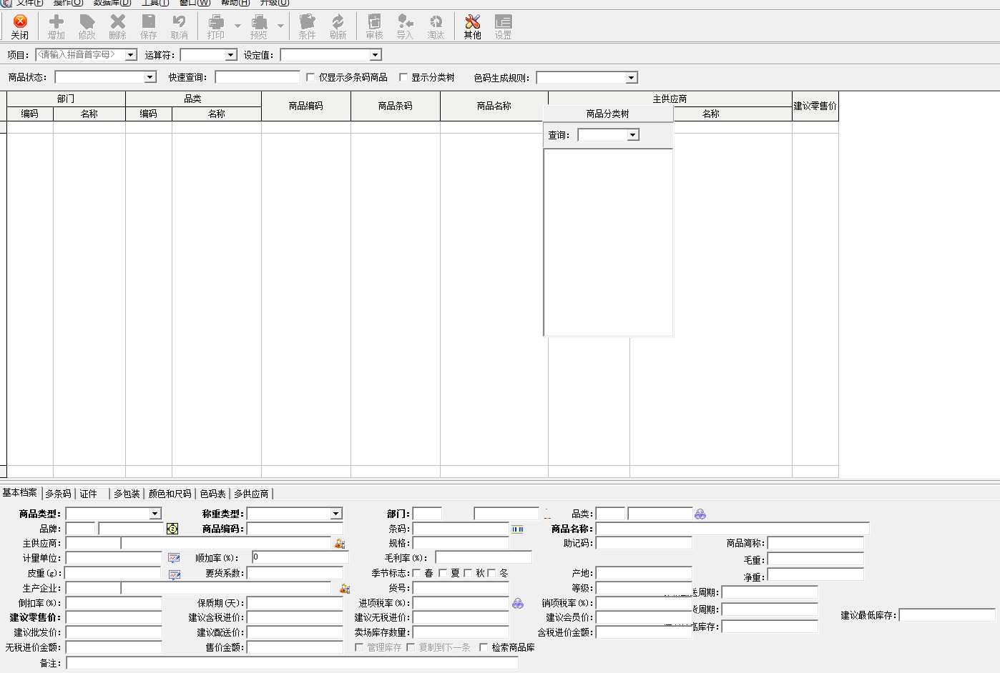 文件(F) 操作(O) 数据库(D) 工具(T) 窗口(W) 帮助(H) 升级(U)
关闭 增加 修改 删除 保存 取消 打印 预览 条件 刷新 审核 导入 淘汰 其他 设置
项目: <请输入拼音首字母> 运算符: 设定值:
商品状态: 快速查询: 仅显示多条码商品 显示分类树 色码生成规则:
部门 品类 商品编码 商品条码 商品名称 主供应商 建议零售价
编码 名称 编码 名称 名称
商品分类树
查询:
基本档案 多条码 证件 多包装 颜色和尺码 色码表 多供应商
商品类型: 称重类型: 部门: 品类:
品牌: 商品编码: 条码: 商品名称:
主供应商: 规格: 助记码: 商品简称:
计量单位: 顺加率(%): 0 毛利率(%): 毛重:
皮重(g): 要货系数: 季节标志: 春 夏 秋 冬 产地: 净重:
生产企业: 货号: 等级: 送周期:
倒扣率(%): 保质期(天): 进项税率(%): 销项税率(%): 货周期:
建议零售价: 建议含税进价: 建议无税进价: 建议会员价: 建议最低库存:
建议批发价: 建议配送价: 卖场库存数量: 含税进价金额: 高库存:
无税进价金额: 售价金额: 管理库存 复制到下一条 检索商品库
备注: